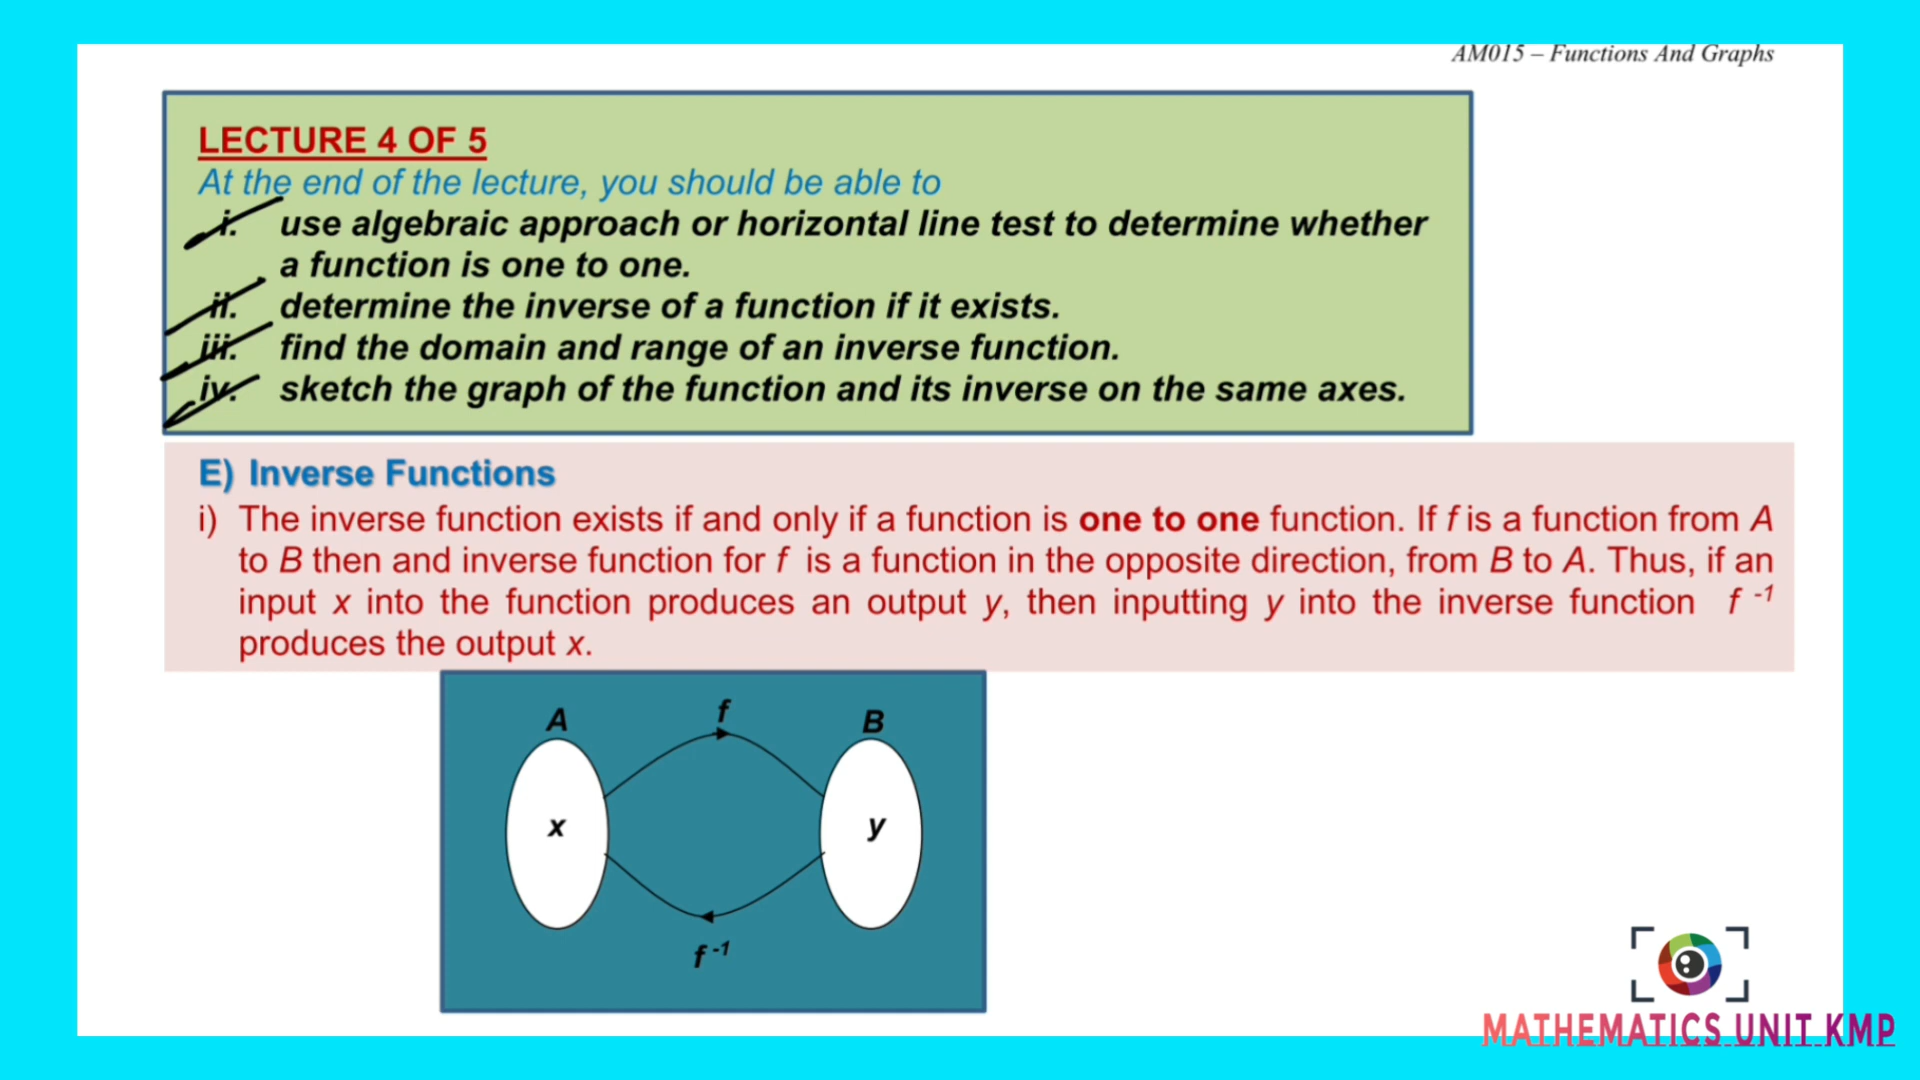 AM015 – Functions And Graphs
LECTURE 4 OF 5
At the end of the lecture, you should be able to
i. use algebraic approach or horizontal line test to determine whether
a function is one to one.
ii. determine the inverse of a function if it exists.
iii. find the domain and range of an inverse function.
iv. sketch the graph of the function and its inverse on the same axes.
E) Inverse Functions
i) The inverse function exists if and only if a function is one to one function. If f is a function from A
to B then and inverse function for f is a function in the opposite direction, from B to A. Thus, if an
input x into the function produces an output y, then inputting y into the inverse function f ⁻¹
produces the output x.
A f B
x y
f ⁻¹
MATHEMATICS UNIT KMP